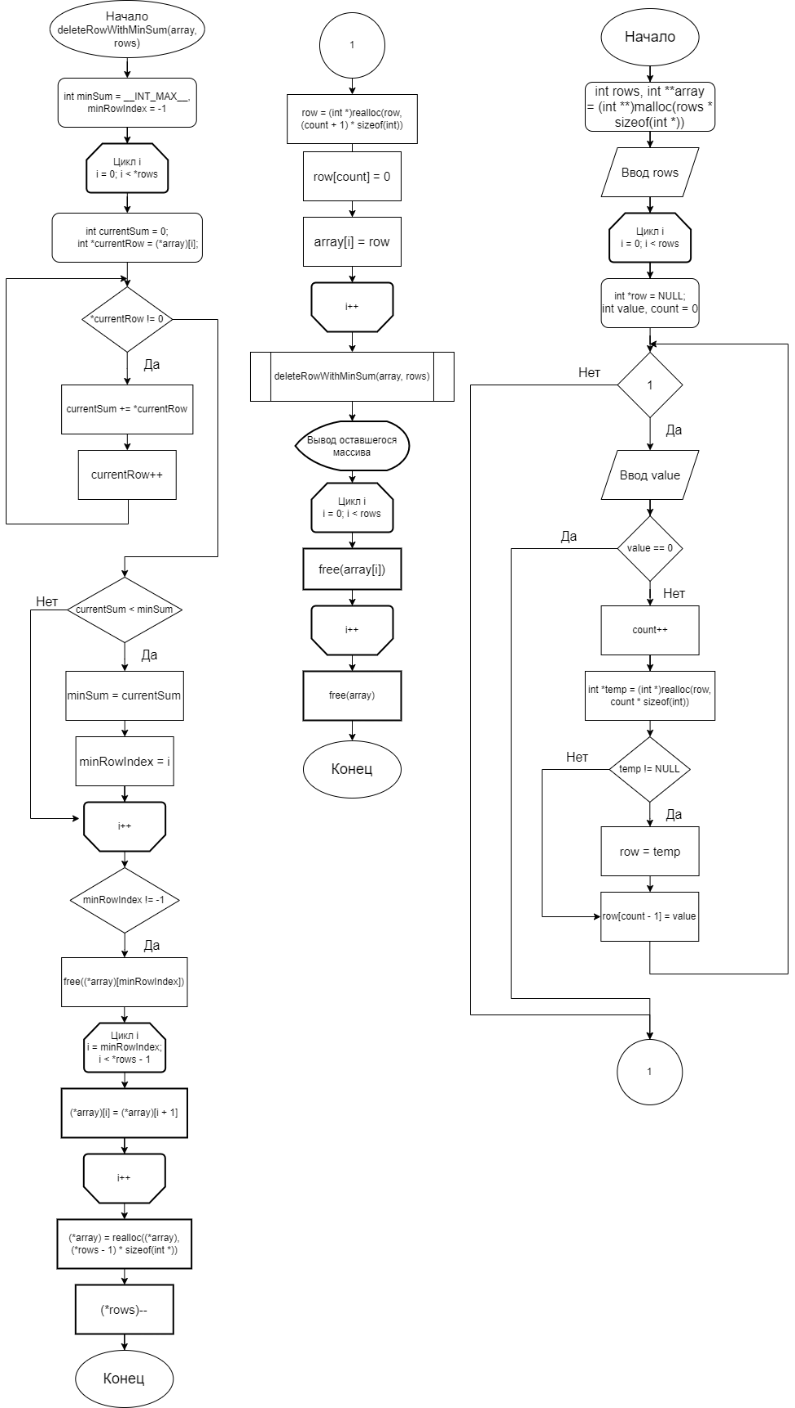 Начало
deleteRowWithMinSum(array,
rows)
int minSum = __INT_MAX__,
minRowIndex = -1
Цикл i
i = 0; i < *rows
int currentSum = 0;
int *currentRow = (*array)[i];
*currentRow != 0
Да
currentSum += *currentRow
currentRow++
currentSum < minSum
Нет
Да
minSum = currentSum
minRowIndex = i
i++
minRowIndex != -1
Да
free((*array)[minRowIndex])
Цикл i
i = minRowIndex;
i < *rows - 1
(*array)[i] = (*array)[i + 1]
i++
(*array) = realloc((*array),
(*rows - 1) * sizeof(int *))
(*rows)--
Конец
1
row = (int *)realloc(row,
(count + 1) * sizeof(int))
row[count] = 0
array[i] = row
i++
deleteRowWithMinSum(array, rows)
Вывод оставшегося
массива
Цикл i
i = 0; i < rows
free(array[i])
i++
free(array)
Конец
Начало
int rows, int **array
= (int **)malloc(rows *
sizeof(int *))
Ввод rows
Цикл i
i = 0; i < rows
int *row = NULL;
int value, count = 0
Нет
1
Да
Ввод value
Да
value == 0
Нет
count++
int *temp = (int *)realloc(row,
count * sizeof(int))
Нет
temp != NULL
Да
row = temp
row[count - 1] = value
1